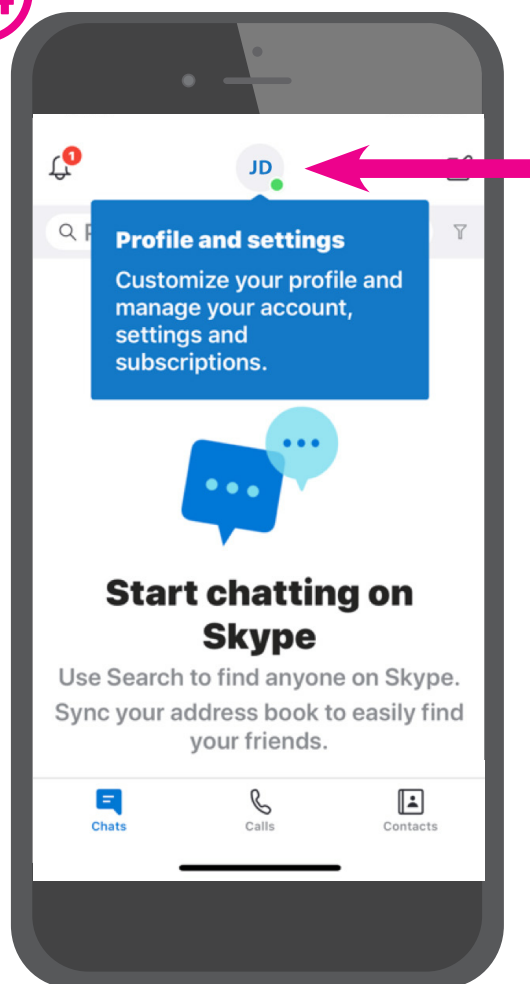 4
1
JD
Profile and settings
Customize your profile and
manage your account,
settings and
subscriptions.
Start chatting on
Skype
Use Search to find anyone on Skype.
Sync your address book to easily find
your friends.
Chats
Calls
Contacts